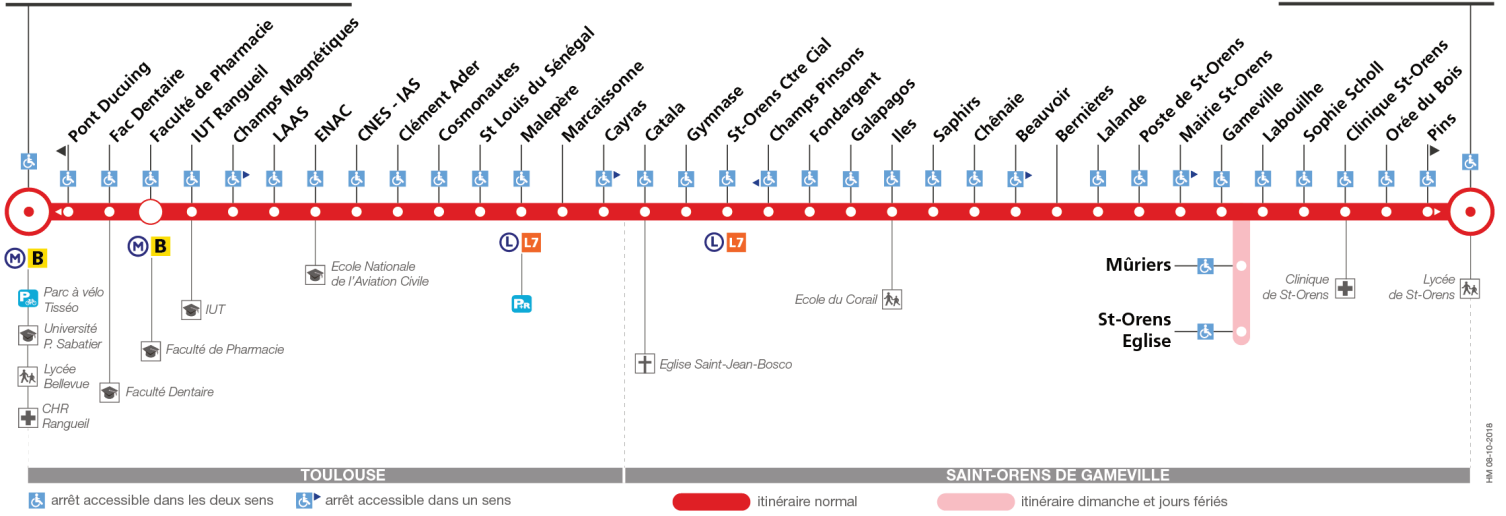 Pont Ducuing
Fac Dentaire
Faculté de Pharmacie
IUT Rangueil
Champs Magnétiques
LAAS
ENAC
CNES - IAS
Clément Ader
Cosmonautes
St Louis du Sénégal
Malepère
Marcaissonne
Cayras
Catala
Gymnase
St-Orens Ctre Cial
Champs Pinsons
Fondargent
Galapagos
Iles
Saphirs
Chênaie
Beauvoir
Bernières
Lalande
Poste de St-Orens
Mairie St-Orens
Gameville
Labouilhe
Sophie Scholl
Clinique St-Orens
Orée du Bois
Pins
M B
M B
L L7
L L7
Parc à vélo
Tisséo
Université
P. Sabatier
Lycée
Bellevue
CHR
Rangueil
Faculté Dentaire
Faculté de Pharmacie
IUT
Ecole Nationale
de l'Aviation Civile
PR
Eglise Saint-Jean-Bosco
Ecole du Corail
Mûriers
St-Orens
Eglise
Clinique
de St-Orens
Lycée
de St-Orens
HM 08-10-2018
TOULOUSE
SAINT-ORENS DE GAMEVILLE
arrêt accessible dans les deux sens
arrêt accessible dans un sens
itinéraire normal
itinéraire dimanche et jours fériés